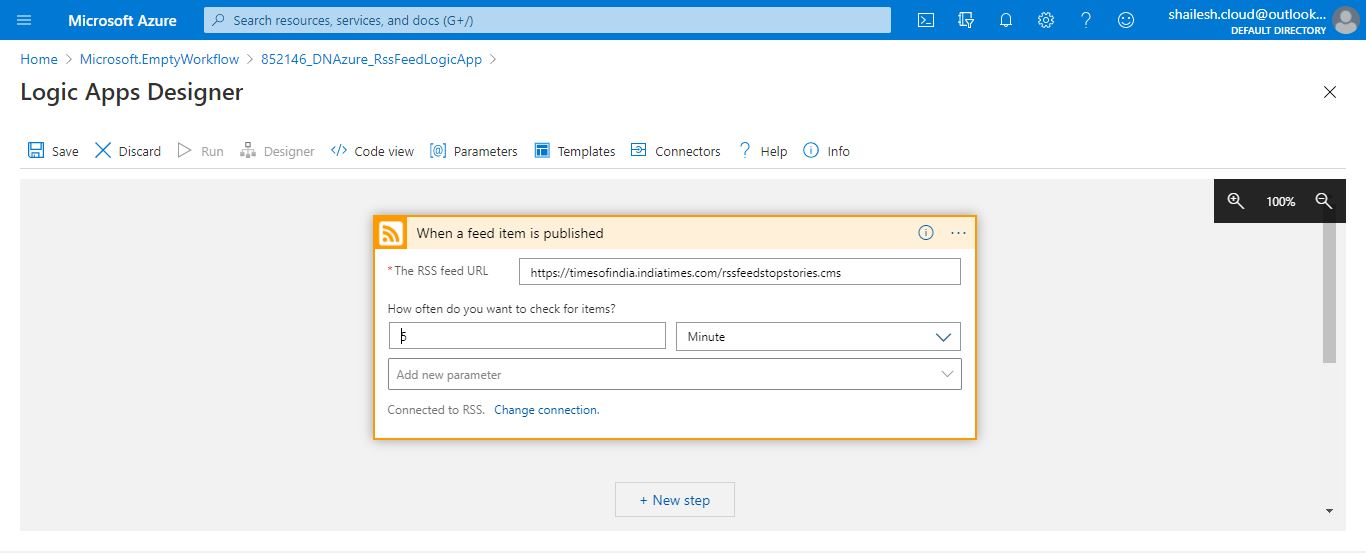 Microsoft Azure
Search resources, services, and docs (G+/)
shailesh.cloud@outlook...
DEFAULT DIRECTORY
Home > Microsoft.EmptyWorkflow > 852146_DNAzure_RssFeedLogicApp >
Logic Apps Designer
Save Discard Run Designer </> Code view [@] Parameters Templates Connectors ? Help Info
100%
When a feed item is published
* The RSS feed URL
https://timesofindia.indiatimes.com/rssfeedstopstories.cms
How often do you want to check for items?
5
Minute
Add new parameter
Connected to RSS. Change connection.
+ New step